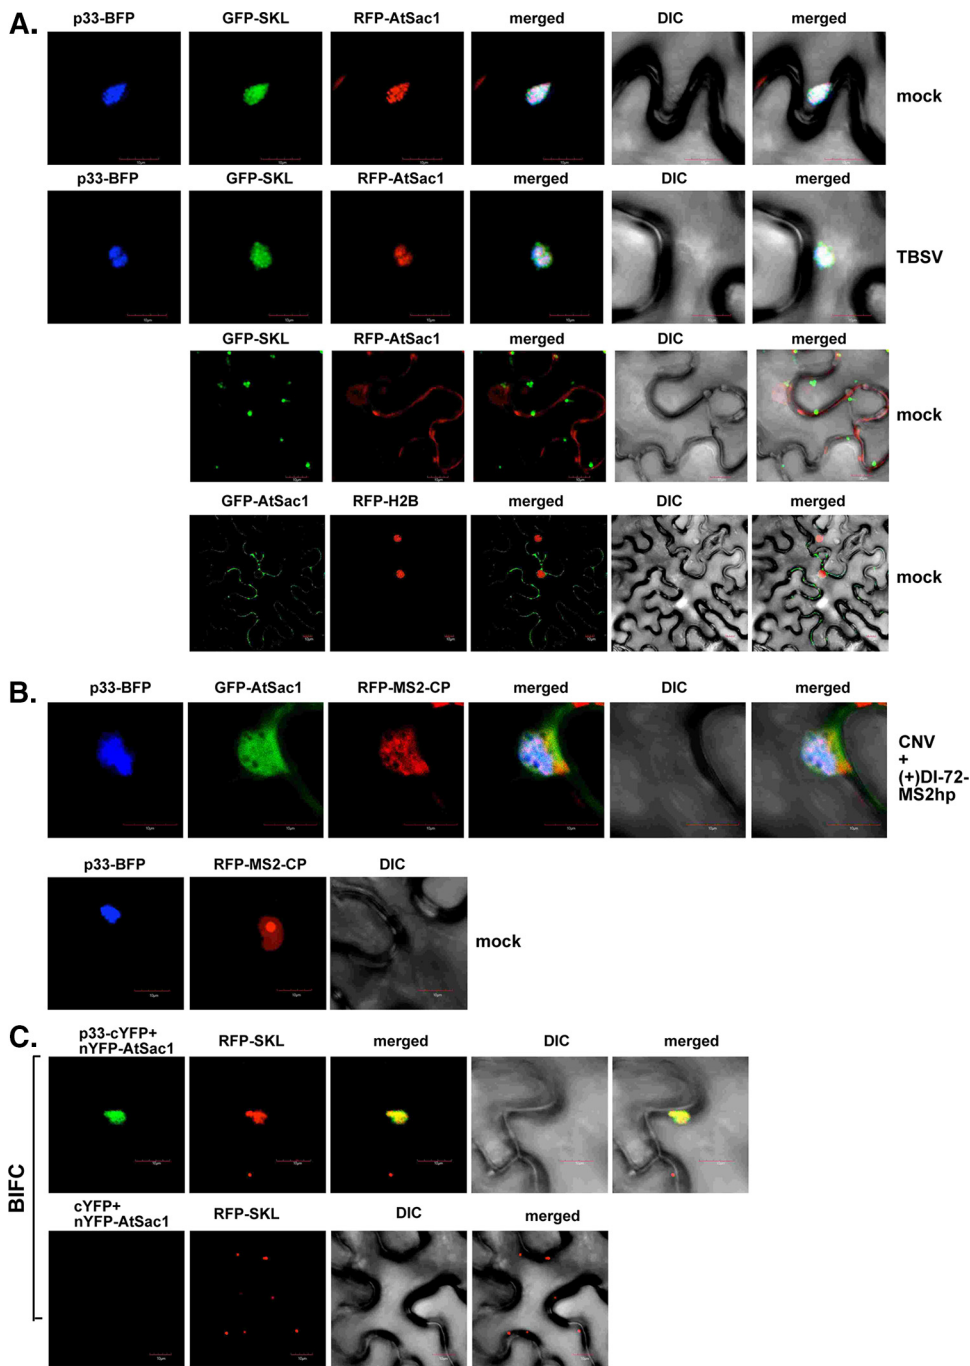 A.
p33-BFP GFP-SKL RFP-AtSac1 merged DIC merged
mock
p33-BFP GFP-SKL RFP-AtSac1 merged DIC merged
TBSV
GFP-SKL RFP-AtSac1 merged DIC merged
mock
GFP-AtSac1 RFP-H2B merged DIC merged
mock
B.
p33-BFP GFP-AtSac1 RFP-MS2-CP merged DIC merged
CNV
+
(+)DI-72-
MS2hp
p33-BFP RFP-MS2-CP DIC
mock
C.
p33-cYFP+
nYFP-AtSac1 RFP-SKL merged DIC merged
BIFC
cYFP+
nYFP-AtSac1 RFP-SKL DIC merged